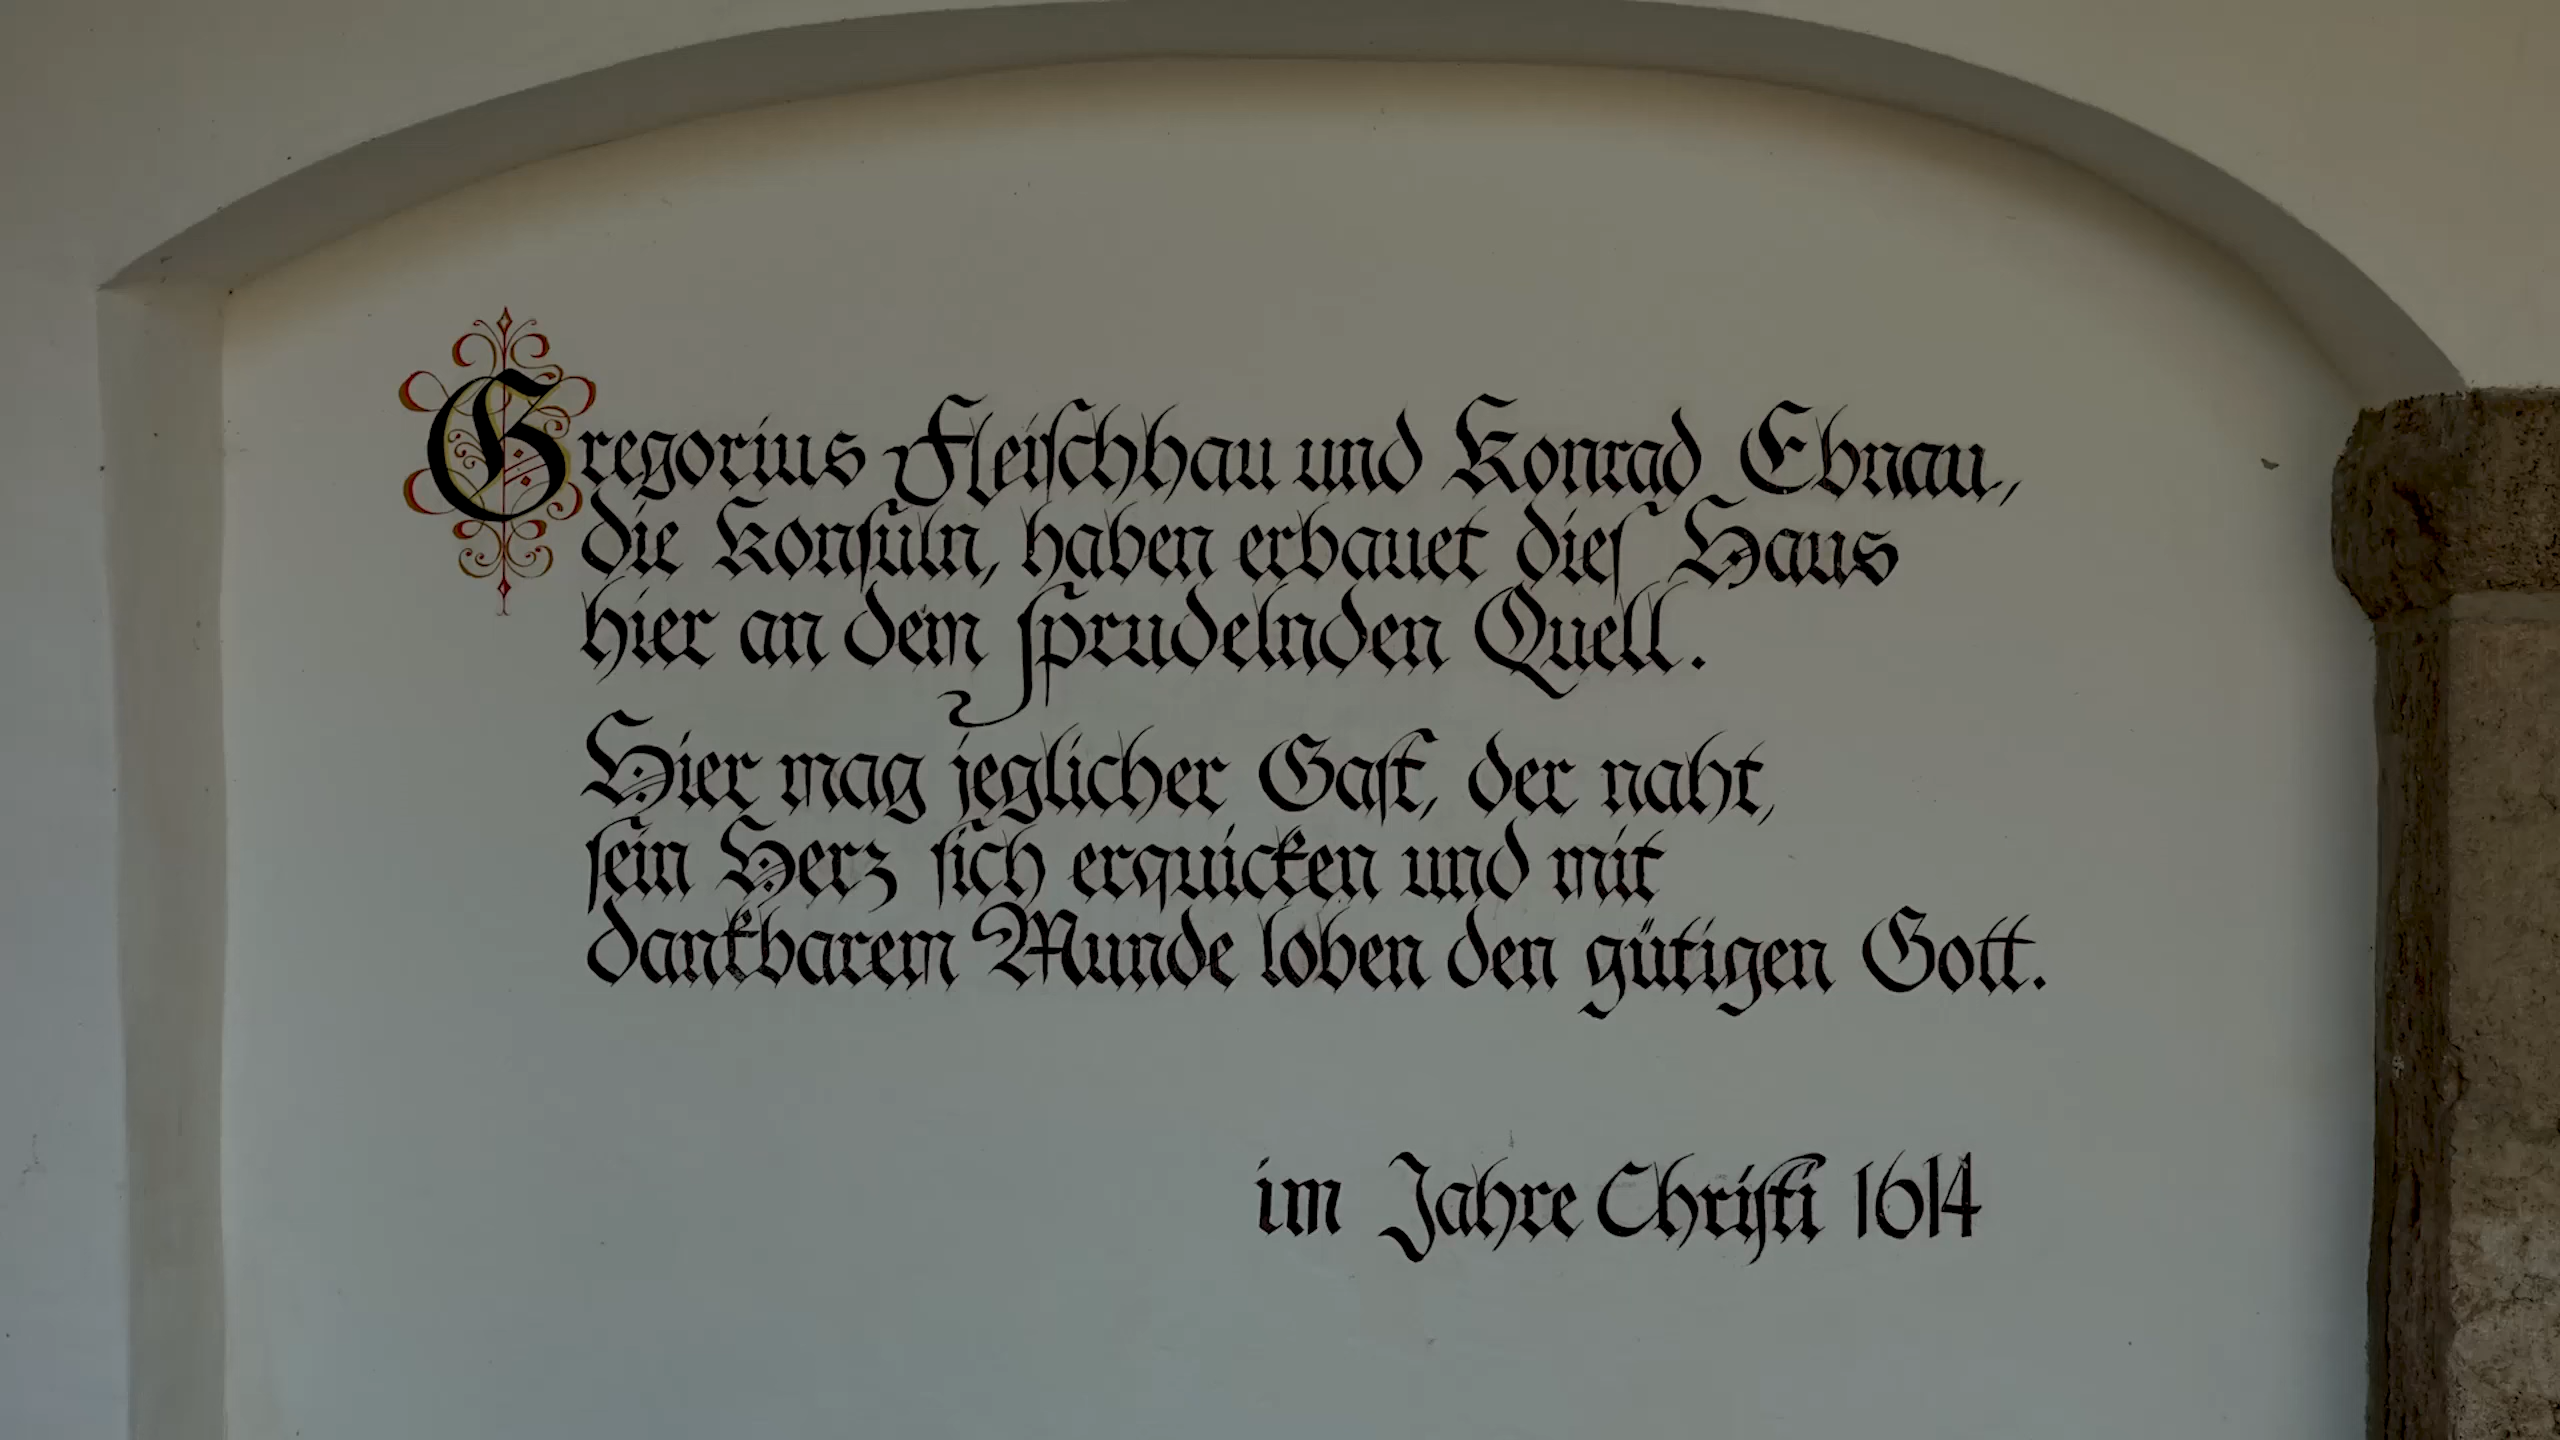 Gregorius Fleiſchhau und Konrad Ebnau,
die Konſuln, haben erbauet dieſ Haus
hier an dem ſprudelnden Quell.
Hier mag jeglicher Gaſt, der naht,
ſein Herz ſich erquicken und mit
dankbarem Munde loben den gütigen Gott.
im Jahre Chriſti 1614